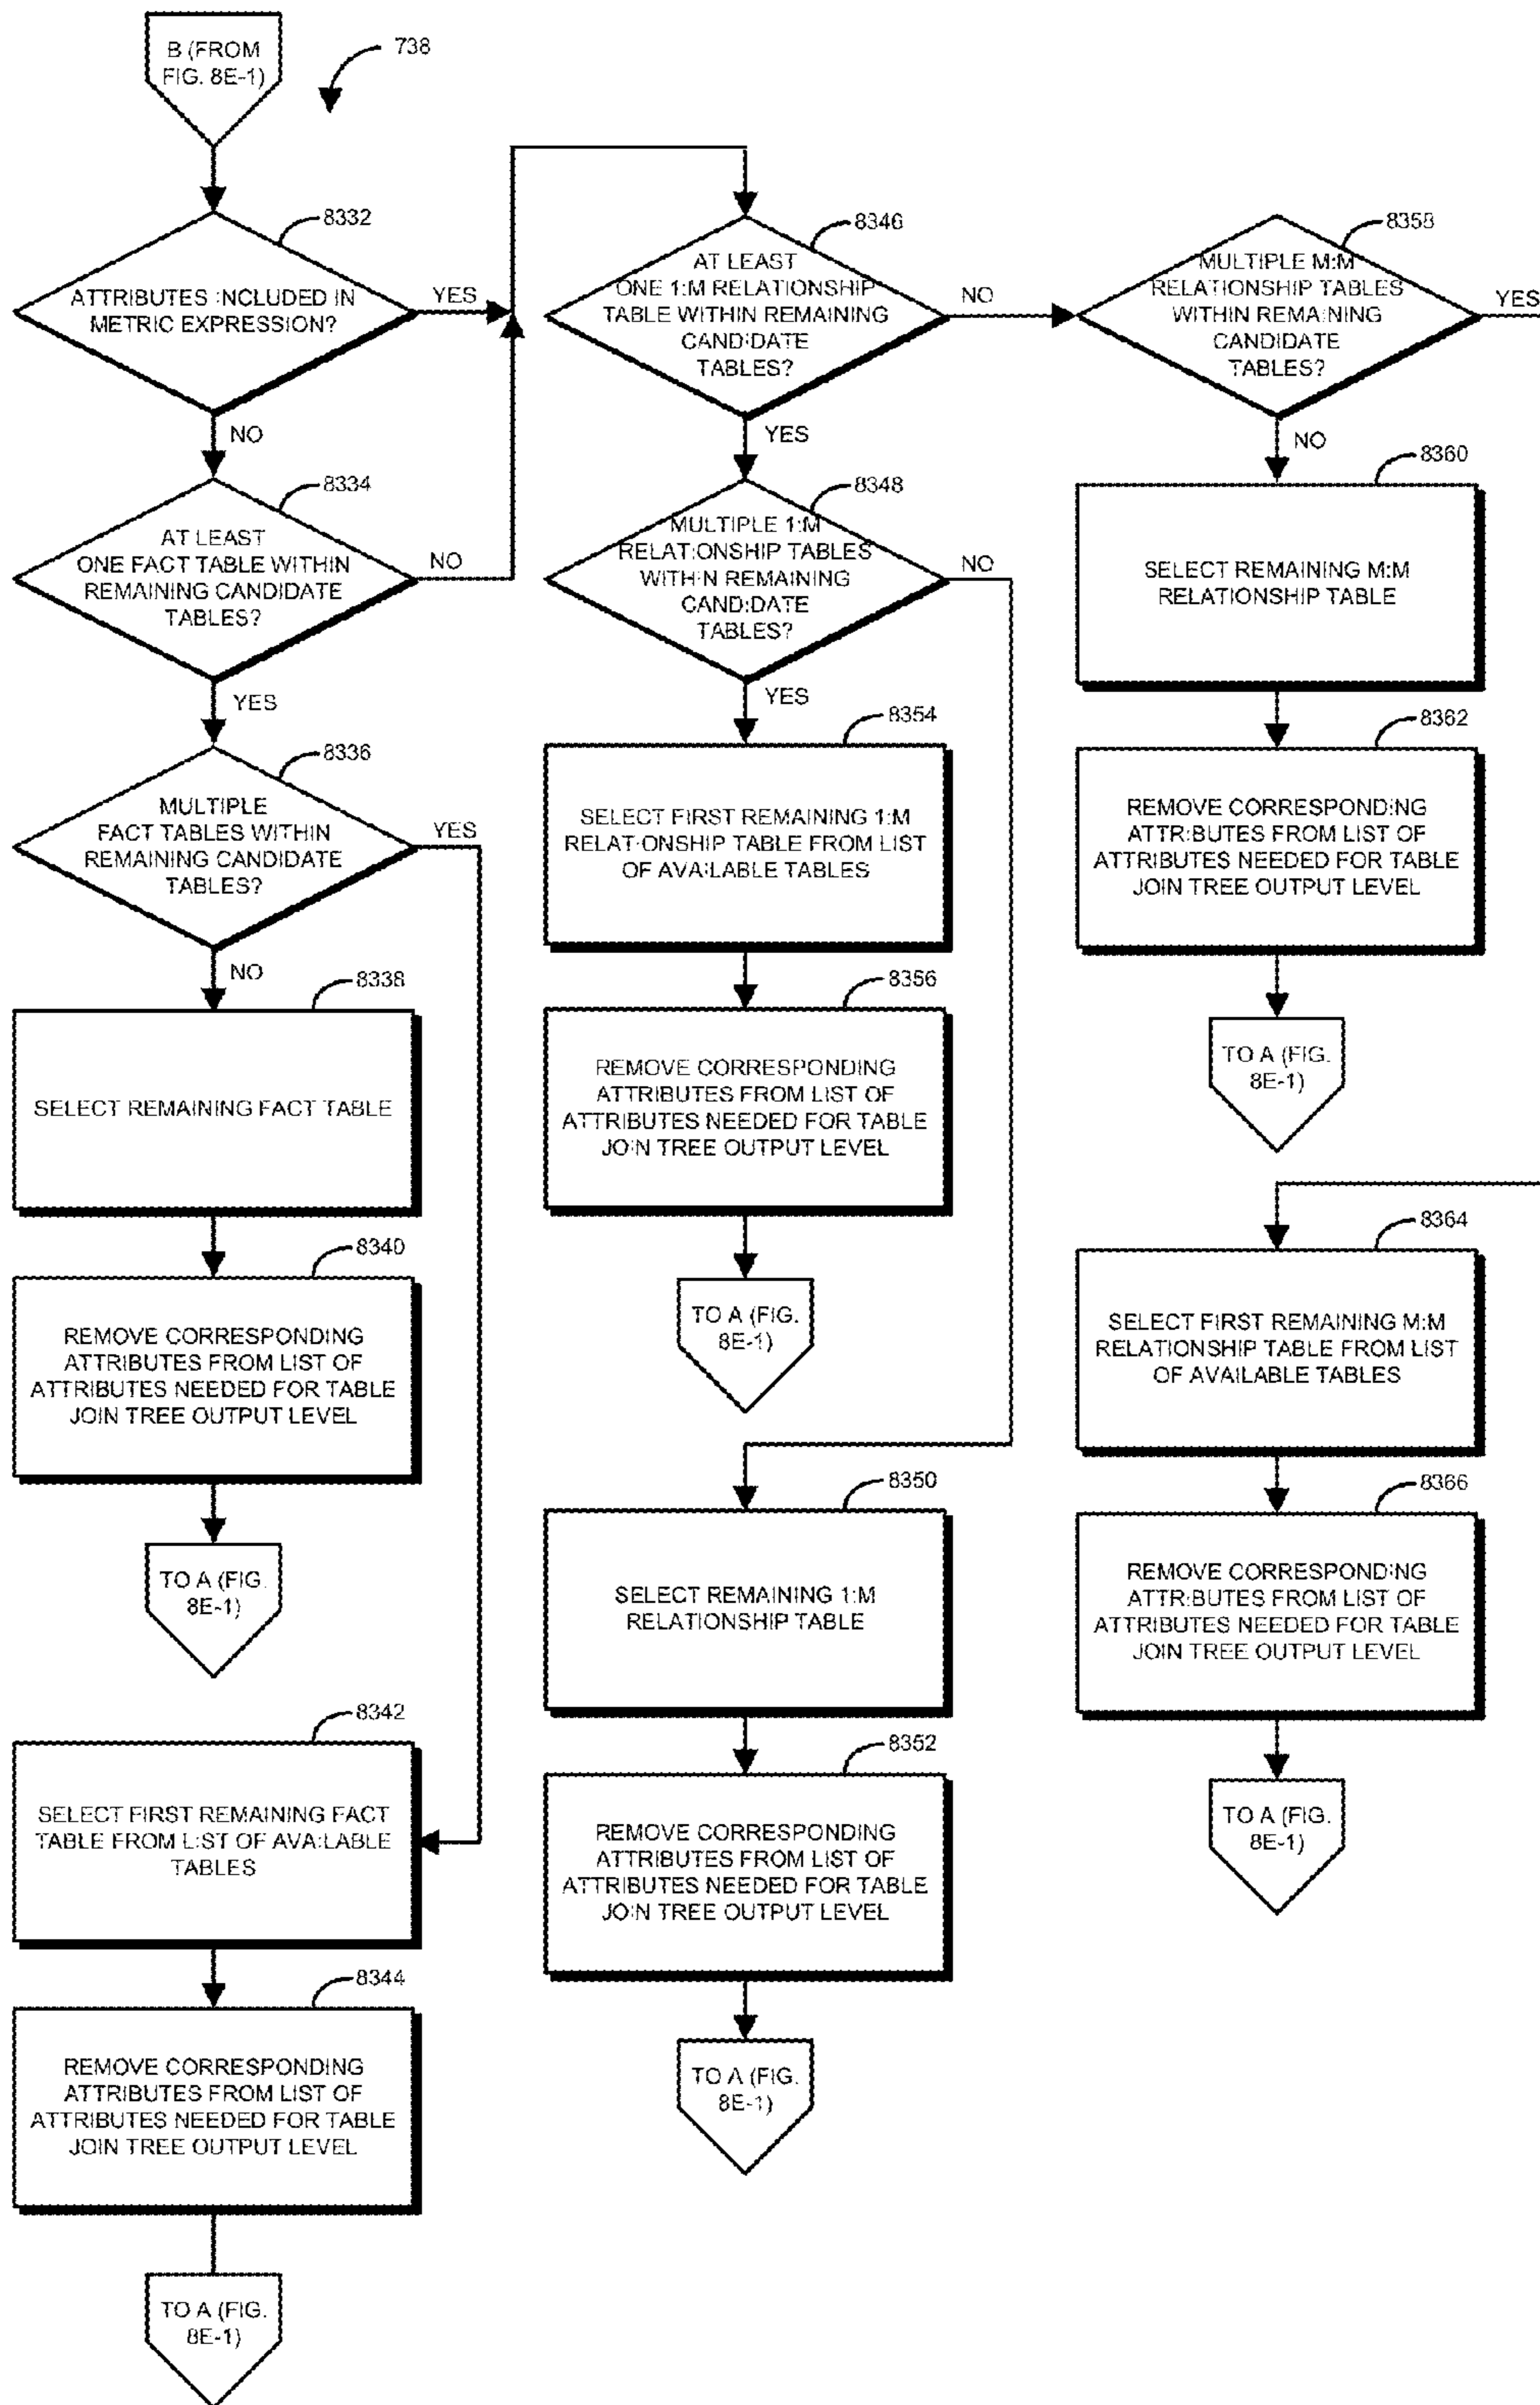 B (FROM
FIG. 8E-1)
738
8332
ATTRIBUTES INCLUDED IN
METRIC EXPRESSION?
YES
NO
8334
AT LEAST
ONE FACT TABLE WITHIN
REMAINING CANDIDATE
TABLES?
NO
YES
8336
MULTIPLE
FACT TABLES WITHIN
REMAINING CANDIDATE
TABLES?
YES
NO
8338
SELECT REMAINING FACT TABLE
8340
REMOVE CORRESPONDING
ATTRIBUTES FROM LIST OF
ATTRIBUTES NEEDED FOR TABLE
JOIN TREE OUTPUT LEVEL
TO A (FIG.
8E-1)
8342
SELECT FIRST REMAINING FACT
TABLE FROM LIST OF AVAILABLE
TABLES
8344
REMOVE CORRESPONDING
ATTRIBUTES FROM LIST OF
ATTRIBUTES NEEDED FOR TABLE
JOIN TREE OUTPUT LEVEL
TO A (FIG.
8E-1)
8346
AT LEAST
ONE 1:M RELATIONSHIP
TABLE WITHIN REMAINING
CANDIDATE
TABLES?
NO
YES
8348
MULTIPLE 1:M
RELATIONSHIP TABLES
WITHIN REMAINING
CANDIDATE
TABLES?
NO
YES
8354
SELECT FIRST REMAINING 1:M
RELATIONSHIP TABLE FROM LIST
OF AVAILABLE TABLES
8356
REMOVE CORRESPONDING
ATTRIBUTES FROM LIST OF
ATTRIBUTES NEEDED FOR TABLE
JOIN TREE OUTPUT LEVEL
TO A (FIG.
8E-1)
8350
SELECT REMAINING 1:M
RELATIONSHIP TABLE
8352
REMOVE CORRESPONDING
ATTRIBUTES FROM LIST OF
ATTRIBUTES NEEDED FOR TABLE
JOIN TREE OUTPUT LEVEL
TO A (FIG.
8E-1)
8358
MULTIPLE M:M
RELATIONSHIP TABLES
WITHIN REMAINING
CANDIDATE
TABLES?
YES
NO
8360
SELECT REMAINING M:M
RELATIONSHIP TABLE
8362
REMOVE CORRESPONDING
ATTRIBUTES FROM LIST OF
ATTRIBUTES NEEDED FOR TABLE
JOIN TREE OUTPUT LEVEL
TO A (FIG.
8E-1)
8364
SELECT FIRST REMAINING M:M
RELATIONSHIP TABLE FROM LIST
OF AVAILABLE TABLES
8366
REMOVE CORRESPONDING
ATTRIBUTES FROM LIST OF
ATTRIBUTES NEEDED FOR TABLE
JOIN TREE OUTPUT LEVEL
TO A (FIG.
8E-1)